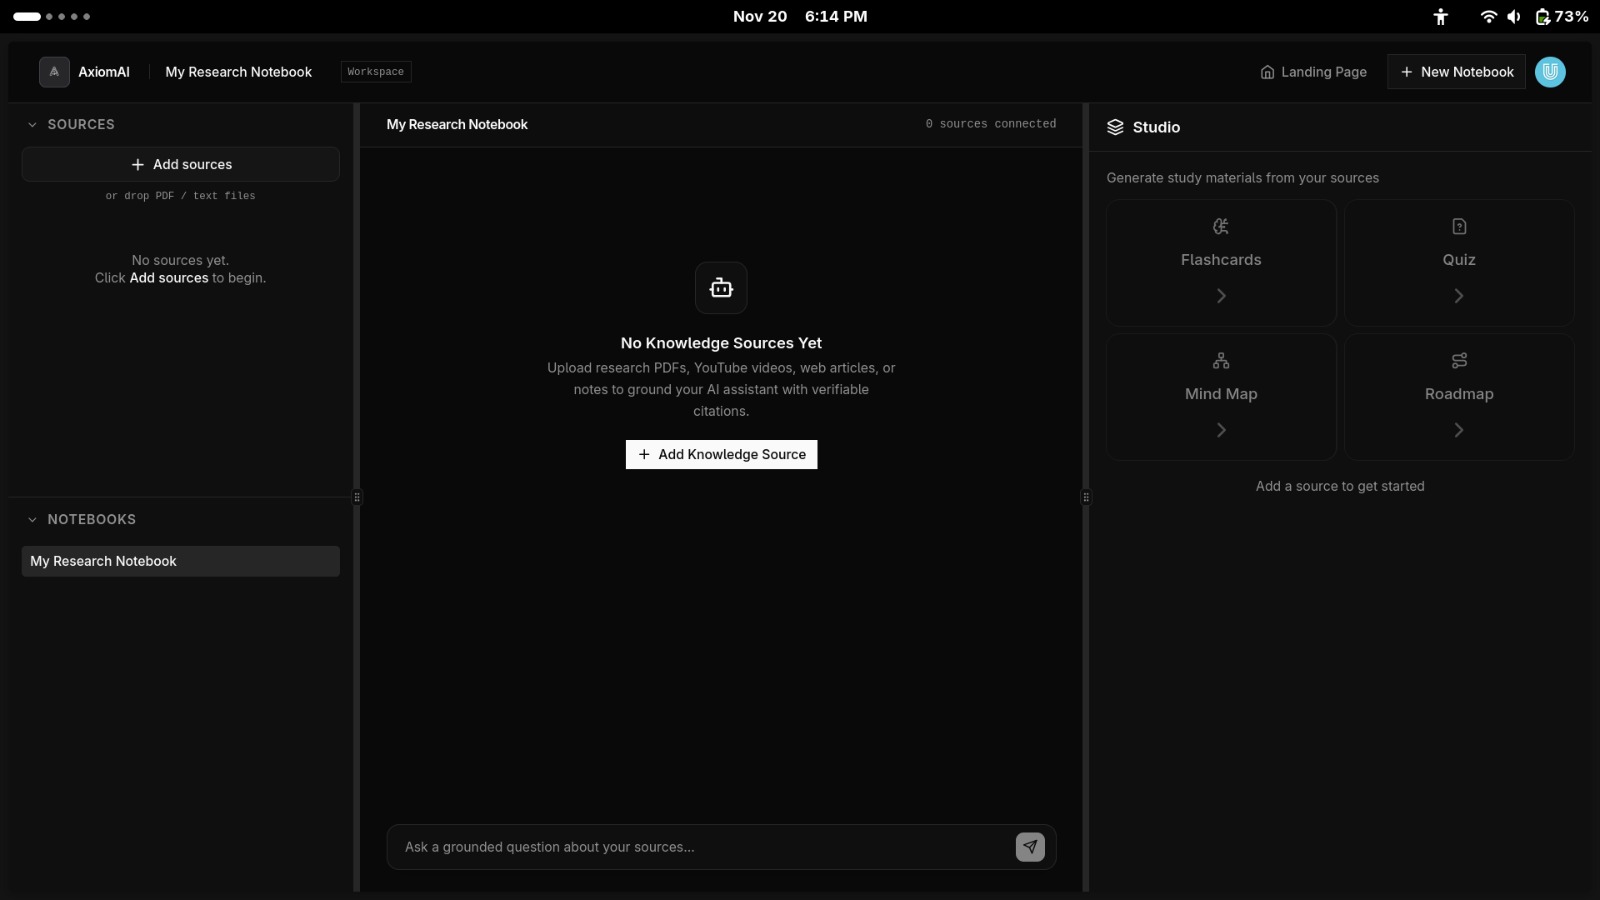 Nov 20 6:14 PM
73%
AxiomAI
My Research Notebook
Workspace
Landing Page
+ New Notebook
SOURCES
+ Add sources
or drop PDF / text files
No sources yet.
Click Add sources to begin.
NOTEBOOKS
My Research Notebook
My Research Notebook
0 sources connected
No Knowledge Sources Yet
Upload research PDFs, YouTube videos, web articles, or
notes to ground your AI assistant with verifiable
citations.
+ Add Knowledge Source
Ask a grounded question about your sources...
Studio
Generate study materials from your sources
Flashcards
Quiz
Mind Map
Roadmap
Add a source to get started